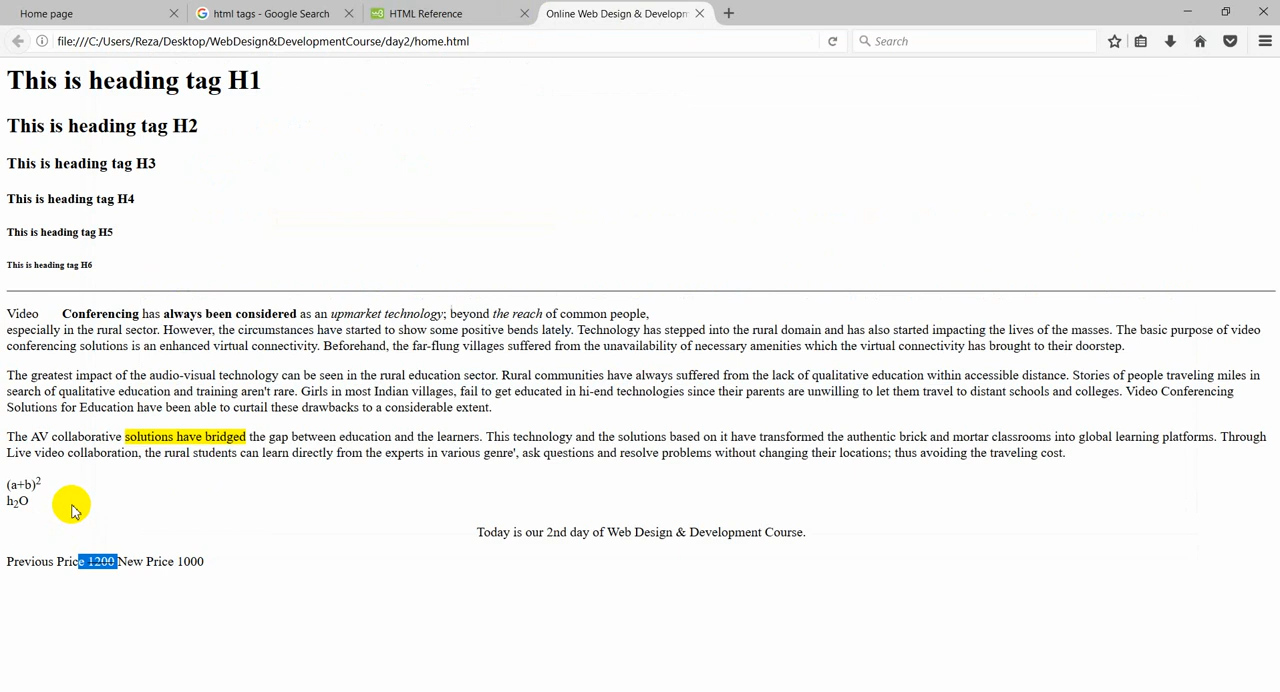 Home page
html tags - Google Search
HTML Reference
Online Web Design & Developm
file:///C:/Users/Reza/Desktop/WebDesign&DevelopmentCourse/day2/home.html
Search
This is heading tag H1
This is heading tag H2
This is heading tag H3
This is heading tag H4
This is heading tag H5
This is heading tag H6
Video Conferencing has always been considered as an upmarket technology; beyond the reach of common people,
especially in the rural sector. However, the circumstances have started to show some positive bends lately. Technology has stepped into the rural domain and has also started impacting the lives of the masses. The basic purpose of video
conferencing solutions is an enhanced virtual connectivity. Beforehand, the far-flung villages suffered from the unavailability of necessary amenities which the virtual connectivity has brought to their doorstep.
The greatest impact of the audio-visual technology can be seen in the rural education sector. Rural communities have always suffered from the lack of qualitative education within accessible distance. Stories of people traveling miles in
search of qualitative education and training aren't rare. Girls in most Indian villages, fail to get educated in hi-end technologies since their parents are unwilling to let them travel to distant schools and colleges. Video Conferencing
Solutions for Education have been able to curtail these drawbacks to a considerable extent.
The AV collaborative solutions have bridged the gap between education and the learners. This technology and the solutions based on it have transformed the authentic brick and mortar classrooms into global learning platforms. Through
Live video collaboration, the rural students can learn directly from the experts in various genre', ask questions and resolve problems without changing their locations; thus avoiding the traveling cost.
(a+b)²
h₂O
Today is our 2nd day of Web Design & Development Course.
Previous Price 1200 New Price 1000